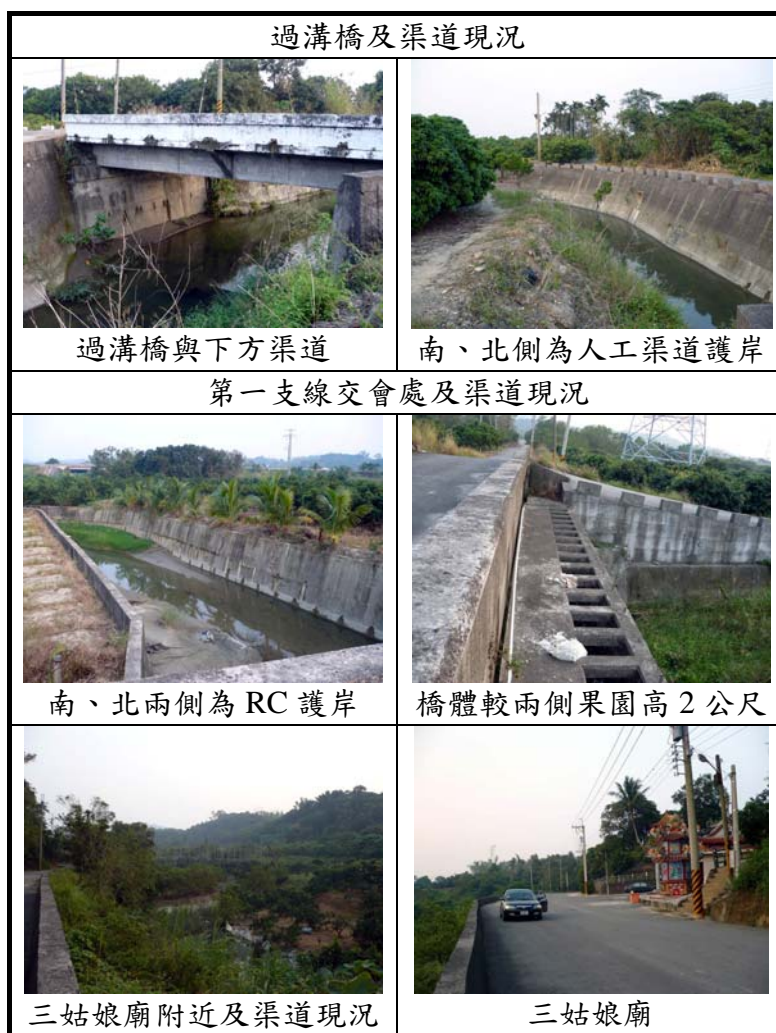 過溝橋及渠道現況
過溝橋與下方渠道
南、北側為人工渠道護岸
第一支線交會處及渠道現況
南、北兩側為 RC 護岸
橋體較兩側果園高 2 公尺
三姑娘廟附近及渠道現況
三姑娘廟